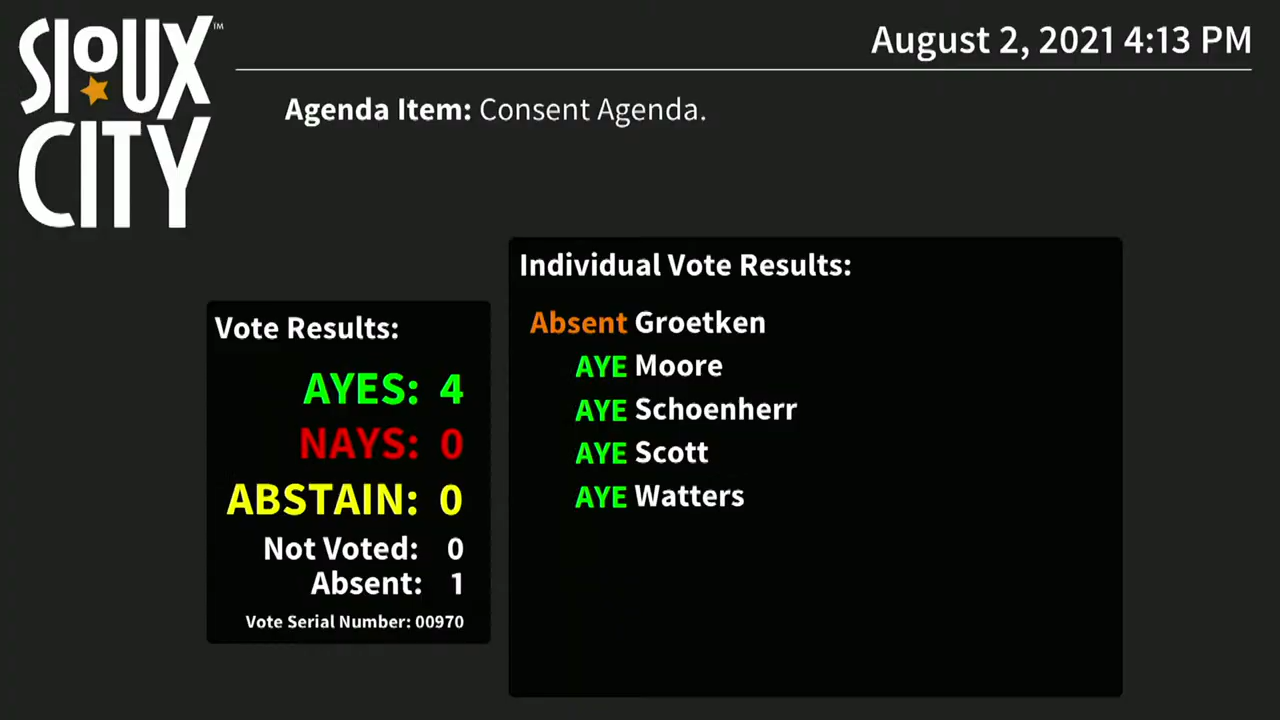 SIOUX™
CITY
August 2, 2021 4:13 PM
Agenda Item: Consent Agenda.
Vote Results:
AYES: 4
NAYS: 0
ABSTAIN: 0
Not Voted: 0
Absent: 1
Vote Serial Number: 00970
Individual Vote Results:
Absent Groetken
AYE Moore
AYE Schoenherr
AYE Scott
AYE Watters